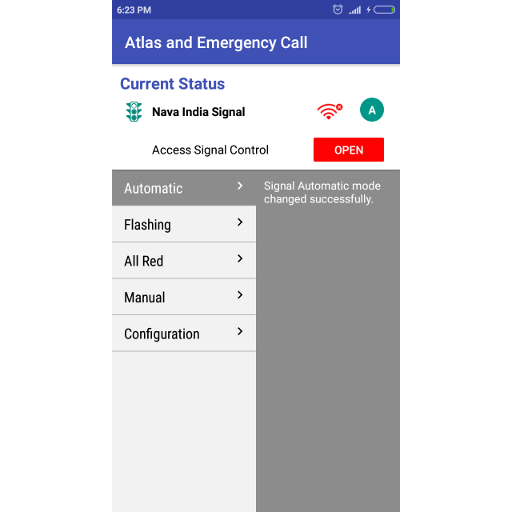 6:23 PM
Atlas and Emergency Call
Current Status
Nava India Signal
A
Access Signal Control
OPEN
Automatic
Signal Automatic mode
changed successfully.
Flashing
All Red
Manual
Configuration